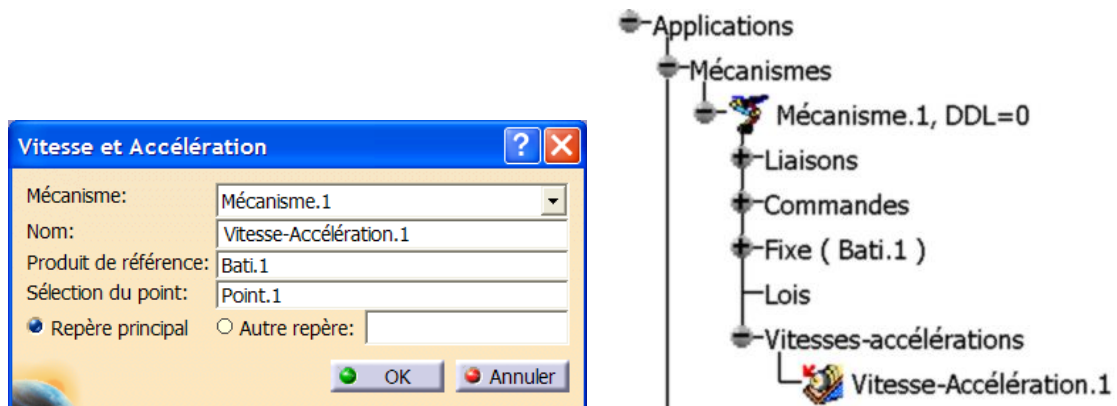 Vitesse et Accélération
Mécanisme: Mécanisme.1
Nom: Vitesse-Accélération.1
Produit de référence: Bati.1
Sélection du point: Point.1
Repère principal Autre repère:
OK Annuler
Applications
Mécanismes
Mécanisme.1, DDL=0
Liaisons
Commandes
Fixe ( Bati.1 )
Lois
Vitesses-accélérations
Vitesse-Accélération.1